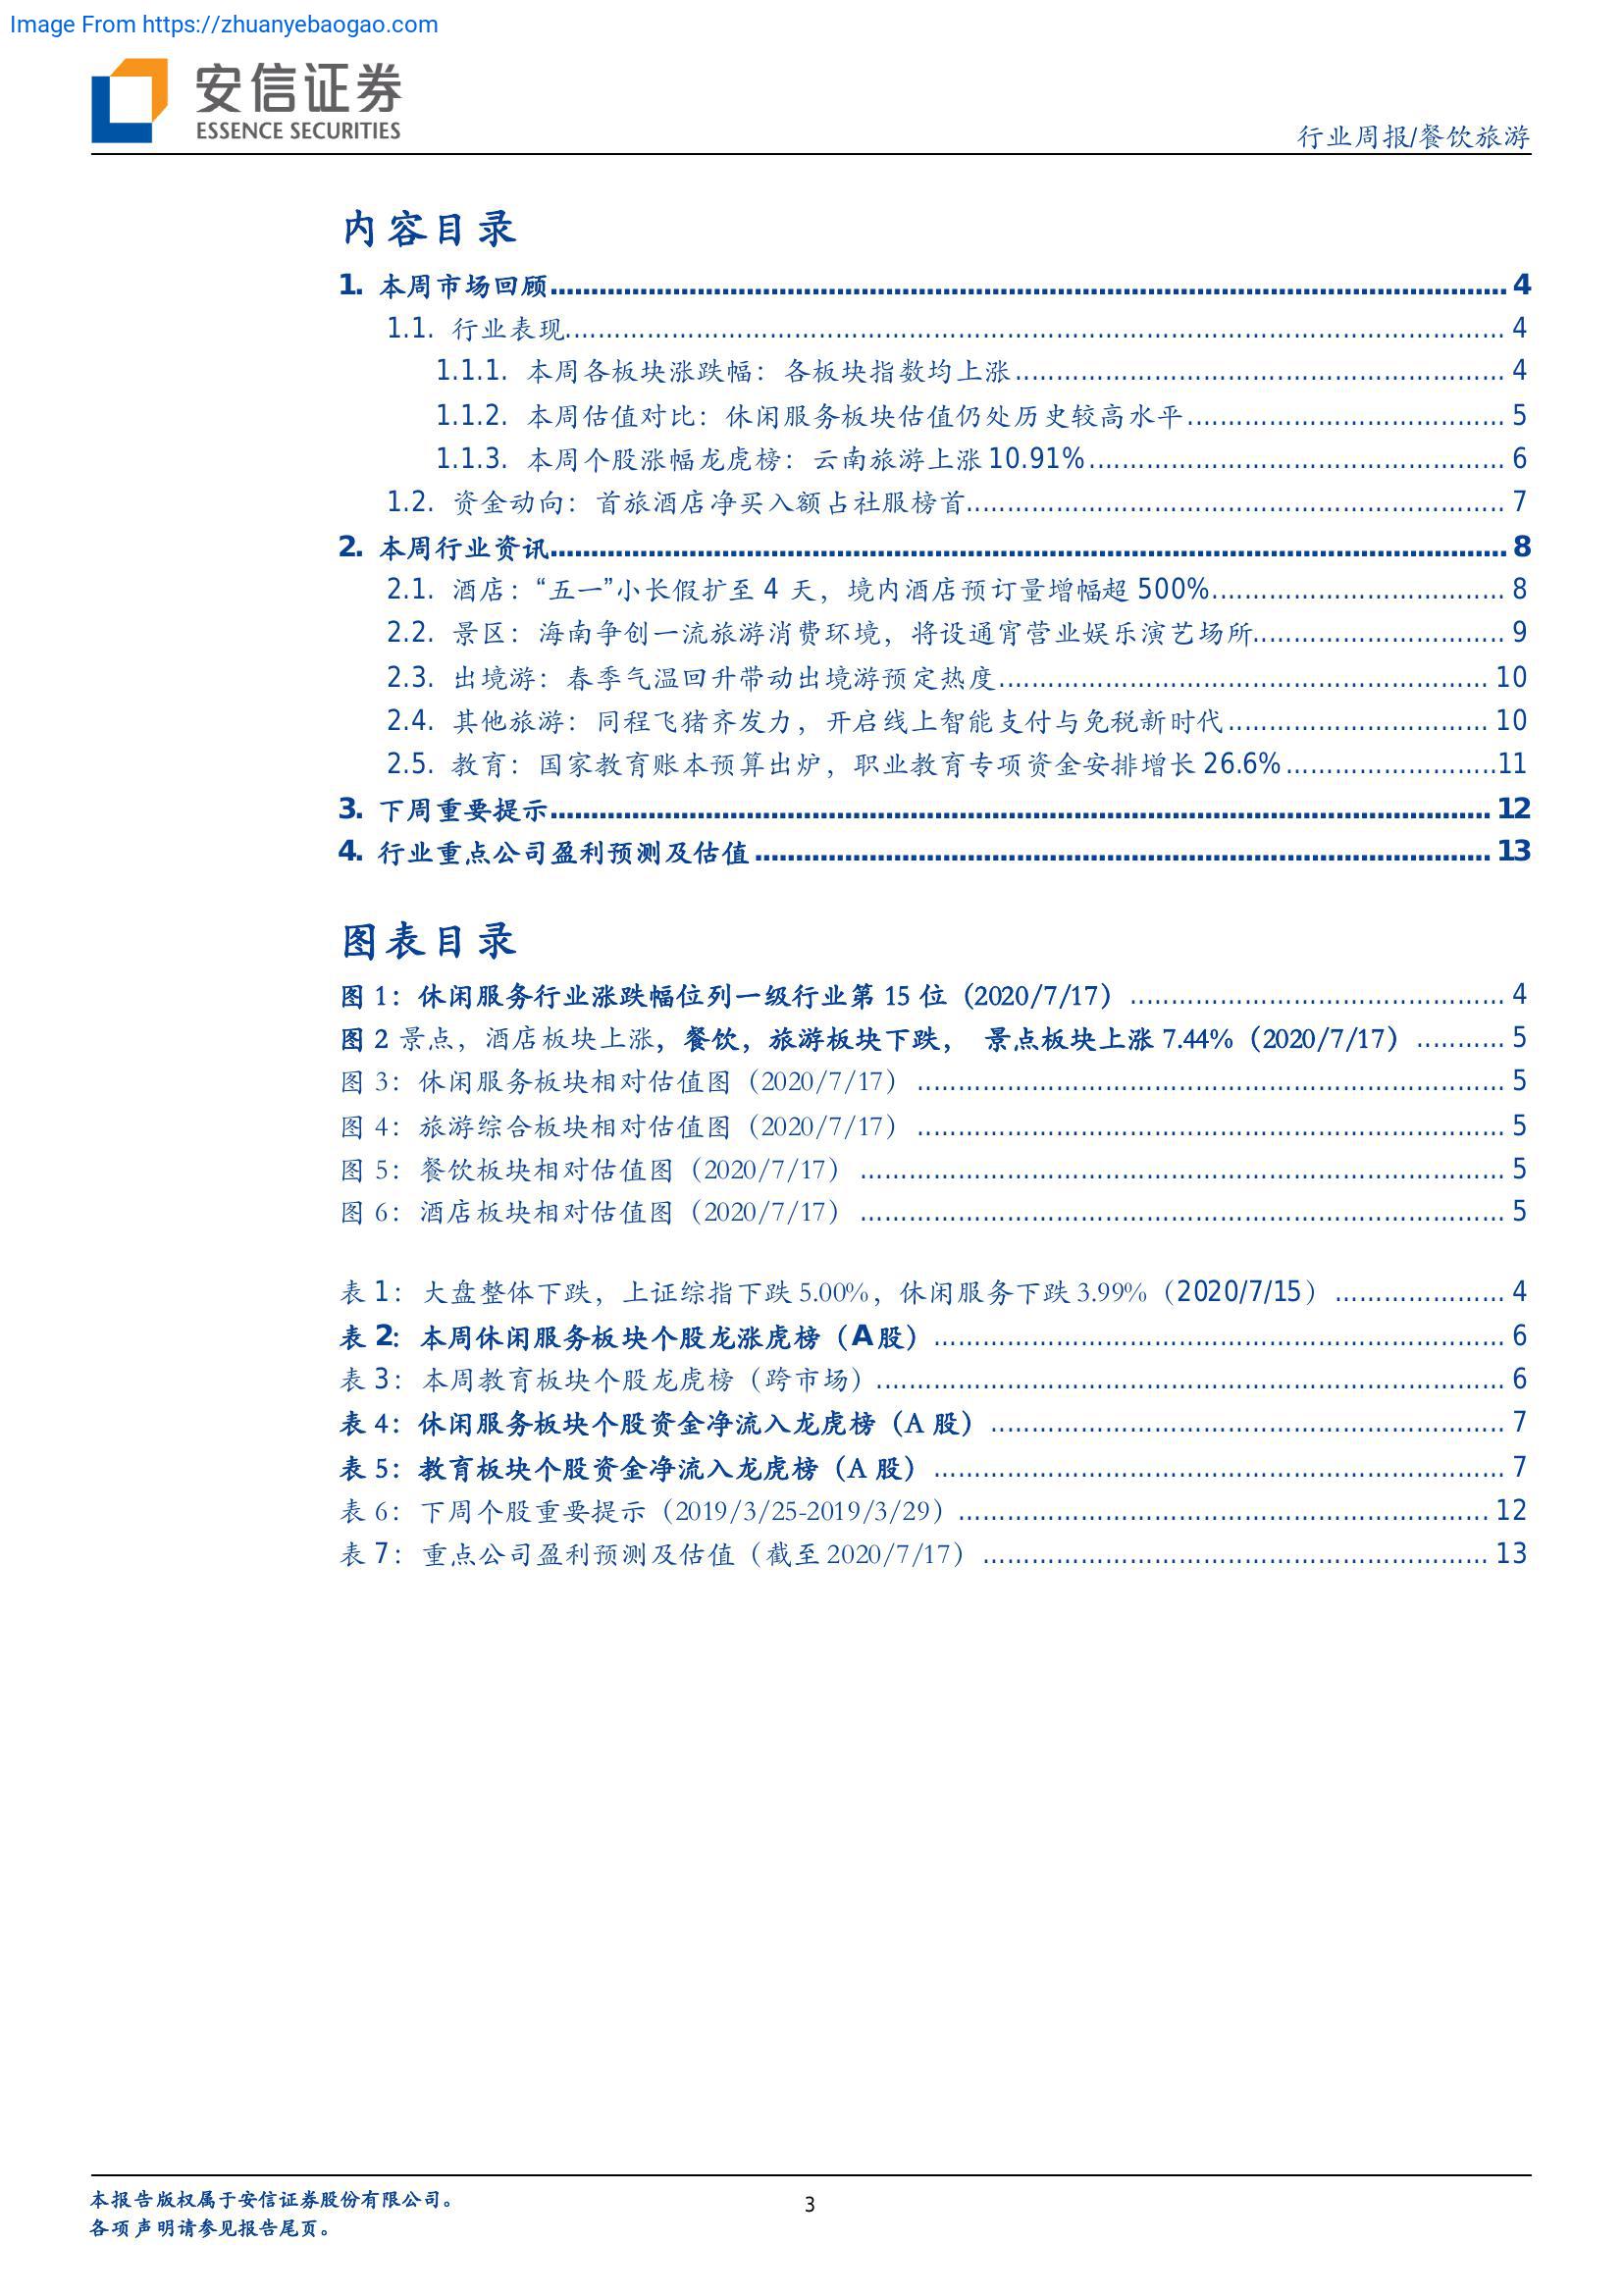 Image From https://zhuanyebaogao.com
安信证券
ESSENCE SECURITIES
行业周报/餐饮旅游
内容目录
1. 本周市场回顾 4
1.1. 行业表现 4
1.1.1. 本周各板块涨跌幅：各板块指数均上涨 4
1.1.2. 本周估值对比：休闲服务板块估值仍处历史较高水平 5
1.1.3. 本周个股涨幅龙虎榜：云南旅游上涨 10.91% 6
1.2. 资金动向：首旅酒店净买入额占社服榜首 7
2. 本周行业资讯 8
2.1. 酒店：“五一”小长假扩至 4 天，境内酒店预订量增幅超 500% 8
2.2. 景区：海南争创一流旅游消费环境，将设通宵营业娱乐演艺场所 9
2.3. 出境游：春季气温回升带动出境游预定热度 10
2.4. 其他旅游：同程飞猪齐发力，开启线上智能支付与免税新时代 10
2.5. 教育：国家教育账本预算出炉，职业教育专项资金安排增长 26.6% 11
3. 下周重要提示 12
4. 行业重点公司盈利预测及估值 13
图表目录
图 1：休闲服务行业涨跌幅位列一级行业第 15 位（2020/7/17） 4
图 2 景点，酒店板块上涨，餐饮，旅游板块下跌， 景点板块上涨 7.44%（2020/7/17） 5
图 3：休闲服务板块相对估值图（2020/7/17） 5
图 4：旅游综合板块相对估值图（2020/7/17） 5
图 5：餐饮板块相对估值图（2020/7/17） 5
图 6：酒店板块相对估值图（2020/7/17） 5
表 1：大盘整体下跌，上证综指下跌 5.00%，休闲服务下跌 3.99%（2020/7/15） 4
表 2：本周休闲服务板块个股龙涨虎榜（A 股） 6
表 3：本周教育板块个股龙虎榜（跨市场） 6
表 4：休闲服务板块个股资金净流入龙虎榜（A 股） 7
表 5：教育板块个股资金净流入龙虎榜（A 股） 7
表 6：下周个股重要提示（2019/3/25-2019/3/29） 12
表 7：重点公司盈利预测及估值（截至 2020/7/17） 13
本报告版权属于安信证券股份有限公司。
3
各项声明请参见报告尾页。